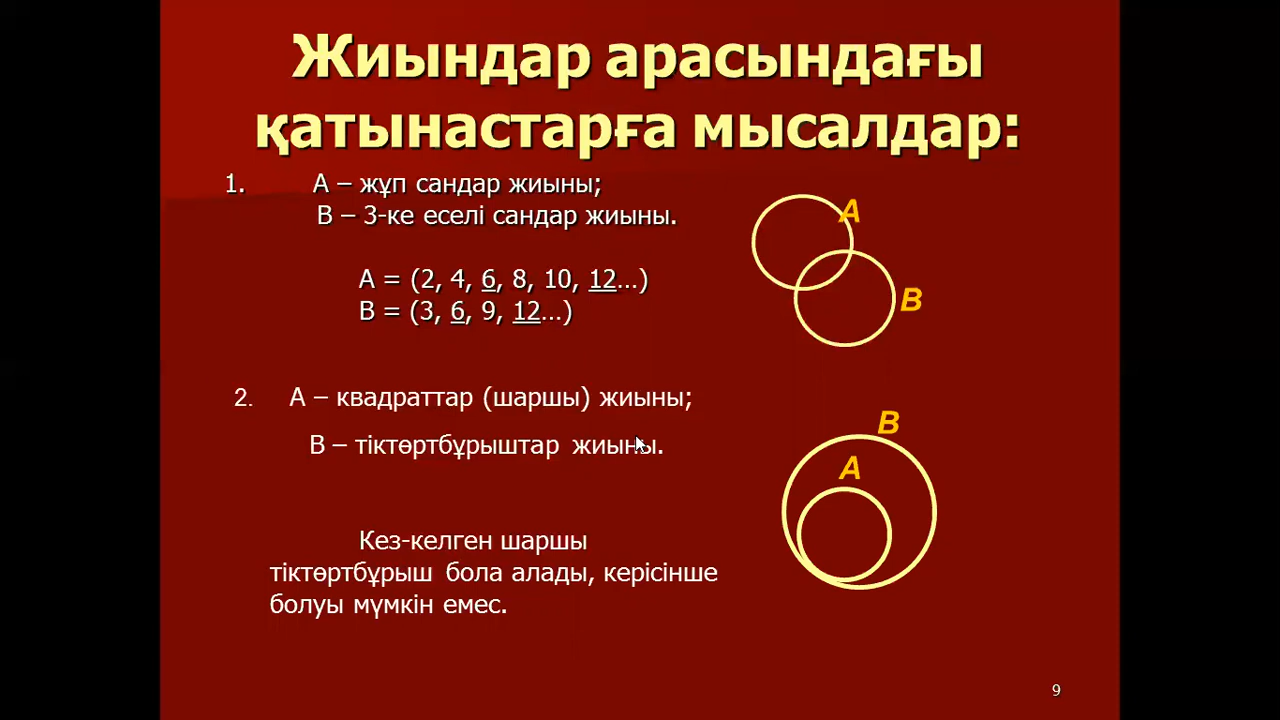 Жиындар арасындағы
қатынастарға мысалдар:
1. А – жұп сандар жиыны;
В – 3-ке еселі сандар жиыны.
А = (2, 4, 6, 8, 10, 12…)
В = (3, 6, 9, 12…)
A
B
2. А – квадраттар (шаршы) жиыны;
В – тіктөртбұрыштар жиыны.
B
A
Кез-келген шаршы
тіктөртбұрыш бола алады, керісінше
болуы мүмкін емес.
9